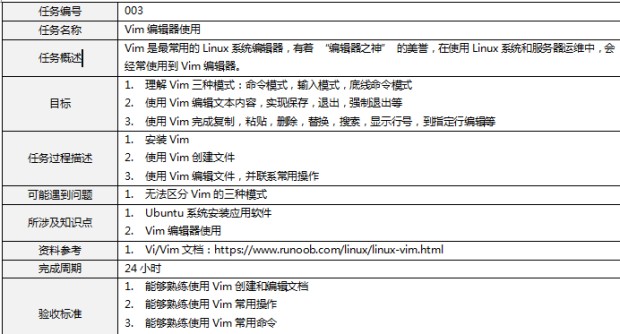 任务编号 003
任务名称 Vim 编辑器使用
任务概述 Vim 是最常用的 Linux 系统编辑器，有着 “编辑器之神” 的美誉，在使用 Linux 系统和服务器运维中，会
经常使用到 Vim 编辑器。
目标 1. 理解 Vim 三种模式：命令模式，输入模式，底线命令模式
2. 使用 Vim 编辑文本内容，实现保存，退出，强制退出等
3. 使用 Vim 完成复制，粘贴，删除，替换，搜索，显示行号，到指定行编辑等
任务过程描述 1. 安装 Vim
2. 使用 Vim 创建文件
3. 使用 Vim 编辑文件，并联系常用操作
可能遇到问题 1. 无法区分 Vim 的三种模式
所涉及知识点 1. Ubuntu 系统安装应用软件
2. Vim 编辑器使用
资料参考 1. Vi/Vim 文档：https://www.runoob.com/linux/linux-vim.html
完成周期 24 小时
验收标准 1. 能够熟练使用 Vim 创建和编辑文档
2. 能够熟练使用 Vim 常用操作
3. 能够熟练使用 Vim 常用命令